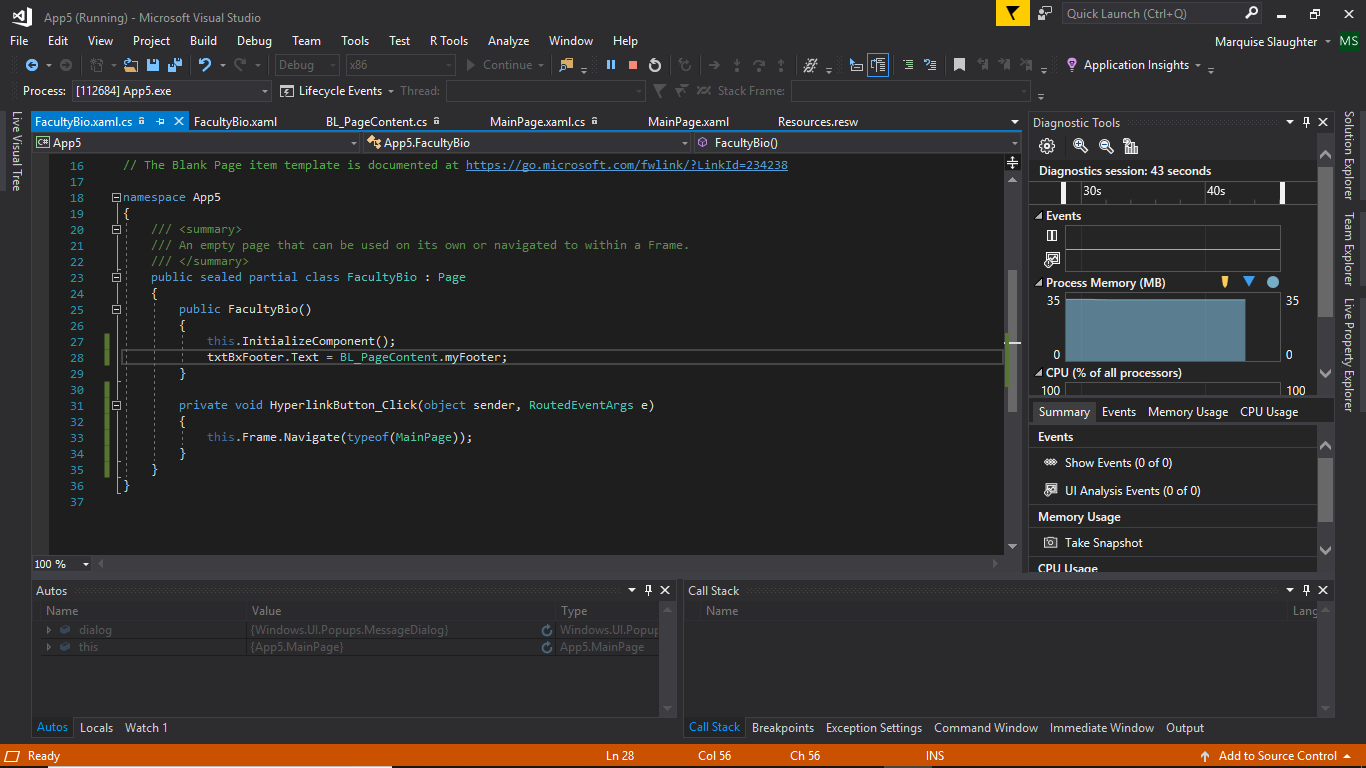 App5 (Running) - Microsoft Visual Studio
Quick Launch (Ctrl+Q)
File Edit View Project Build Debug Team Tools Test R Tools Analyze Window Help
Marquise Slaughter MS
Debug x86 Continue Application Insights
Process: [112684] App5.exe Lifecycle Events Thread: Stack Frame:
Live Visual Tree
FacultyBio.xaml.cs FacultyBio.xaml BL_PageContent.cs MainPage.xaml.cs MainPage.xaml Resources.resw
C# App5 App5.FacultyBio FacultyBio()
16 // The Blank Page item template is documented at https://go.microsoft.com/fwlink/?LinkId=234238
17
18 namespace App5
19 {
20 /// <summary>
21 /// An empty page that can be used on its own or navigated to within a Frame.
22 /// </summary>
23 public sealed partial class FacultyBio : Page
24 {
25 public FacultyBio()
26 {
27 this.InitializeComponent();
28 txtBxFooter.Text = BL_PageContent.myFooter;
29 }
30
31 private void HyperlinkButton_Click(object sender, RoutedEventArgs e)
32 {
33 this.Frame.Navigate(typeof(MainPage));
34 }
35 }
36 }
37
100 %
Diagnostic Tools
Diagnostics session: 43 seconds
30s 40s
Events
Process Memory (MB)
35 35
0 0
CPU (% of all processors)
100 100
Summary Events Memory Usage CPU Usage
Events
Show Events (0 of 0)
UI Analysis Events (0 of 0)
Memory Usage
Take Snapshot
CPU Usage
Solution Explorer
Team Explorer
Live Property Explorer
Autos
Name Value Type
dialog {Windows.UI.Popups.MessageDialog} Windows.UI.Popup
this {App5.MainPage} App5.MainPage
Autos Locals Watch 1
Call Stack
Name Lang
Call Stack Breakpoints Exception Settings Command Window Immediate Window Output
Ready Ln 28 Col 56 Ch 56 INS Add to Source Control